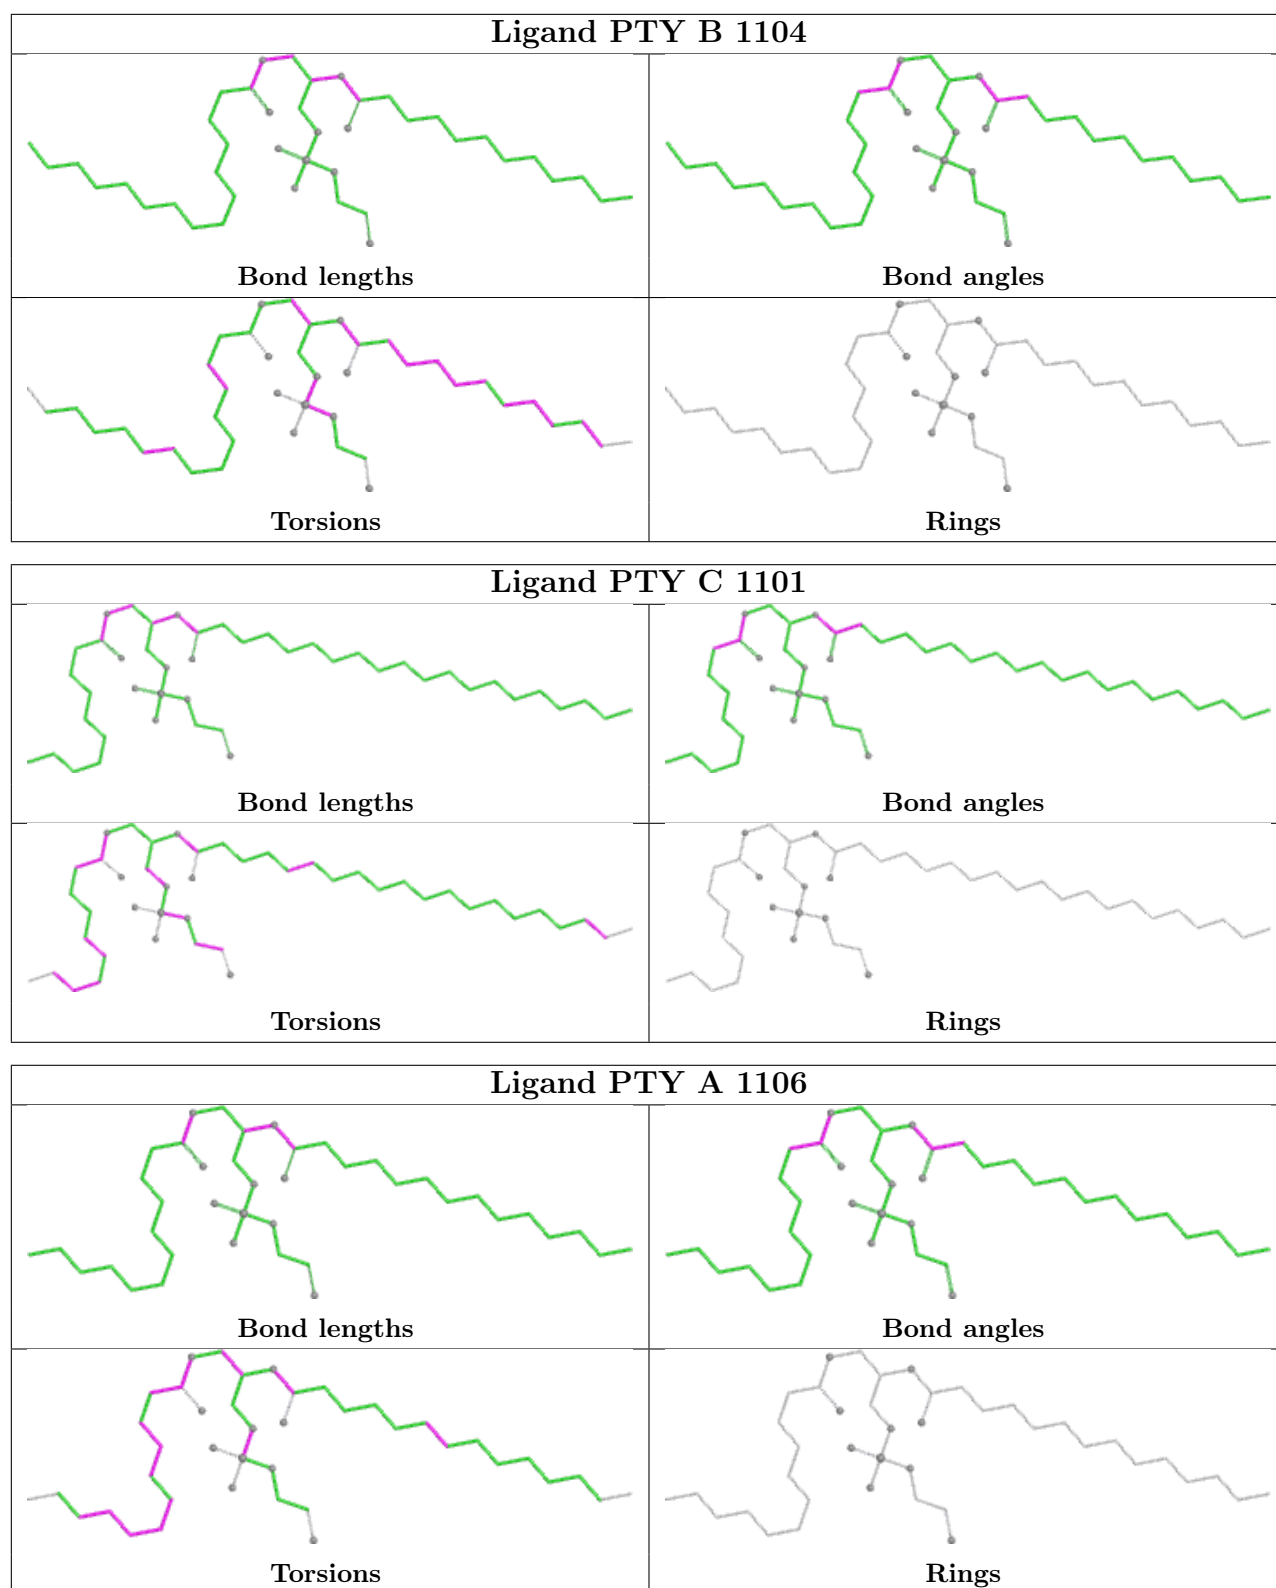 Ligand PTY B 1104
Bond lengths
Bond angles
Torsions
Rings
Ligand PTY C 1101
Bond lengths
Bond angles
Torsions
Rings
Ligand PTY A 1106
Bond lengths
Bond angles
Torsions
Rings